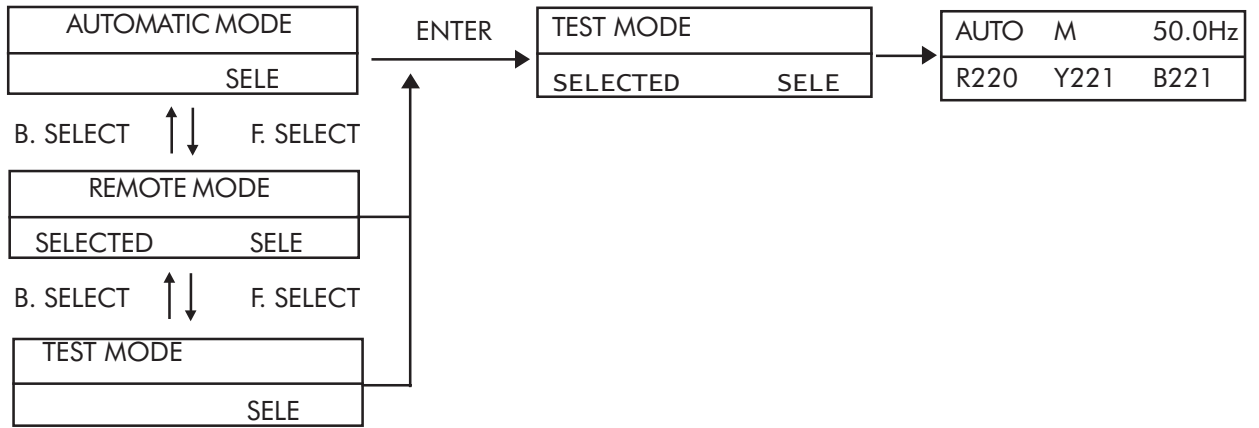 AUTOMATIC MODE
SELE
B. SELECT F. SELECT
REMOTE MODE
SELECTED SELE
B. SELECT F. SELECT
TEST MODE
SELE
ENTER
TEST MODE
SELECTED SELE
AUTO M 50.0Hz
R220 Y221 B221